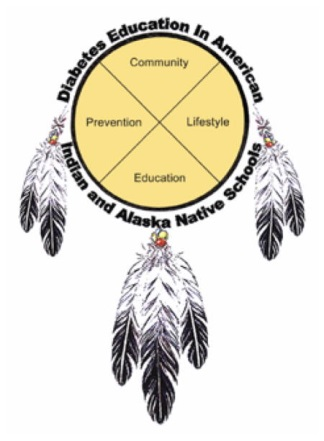 Diabetes Education In American
Indian and Alaska Native Schools
Community
Prevention
Lifestyle
Education